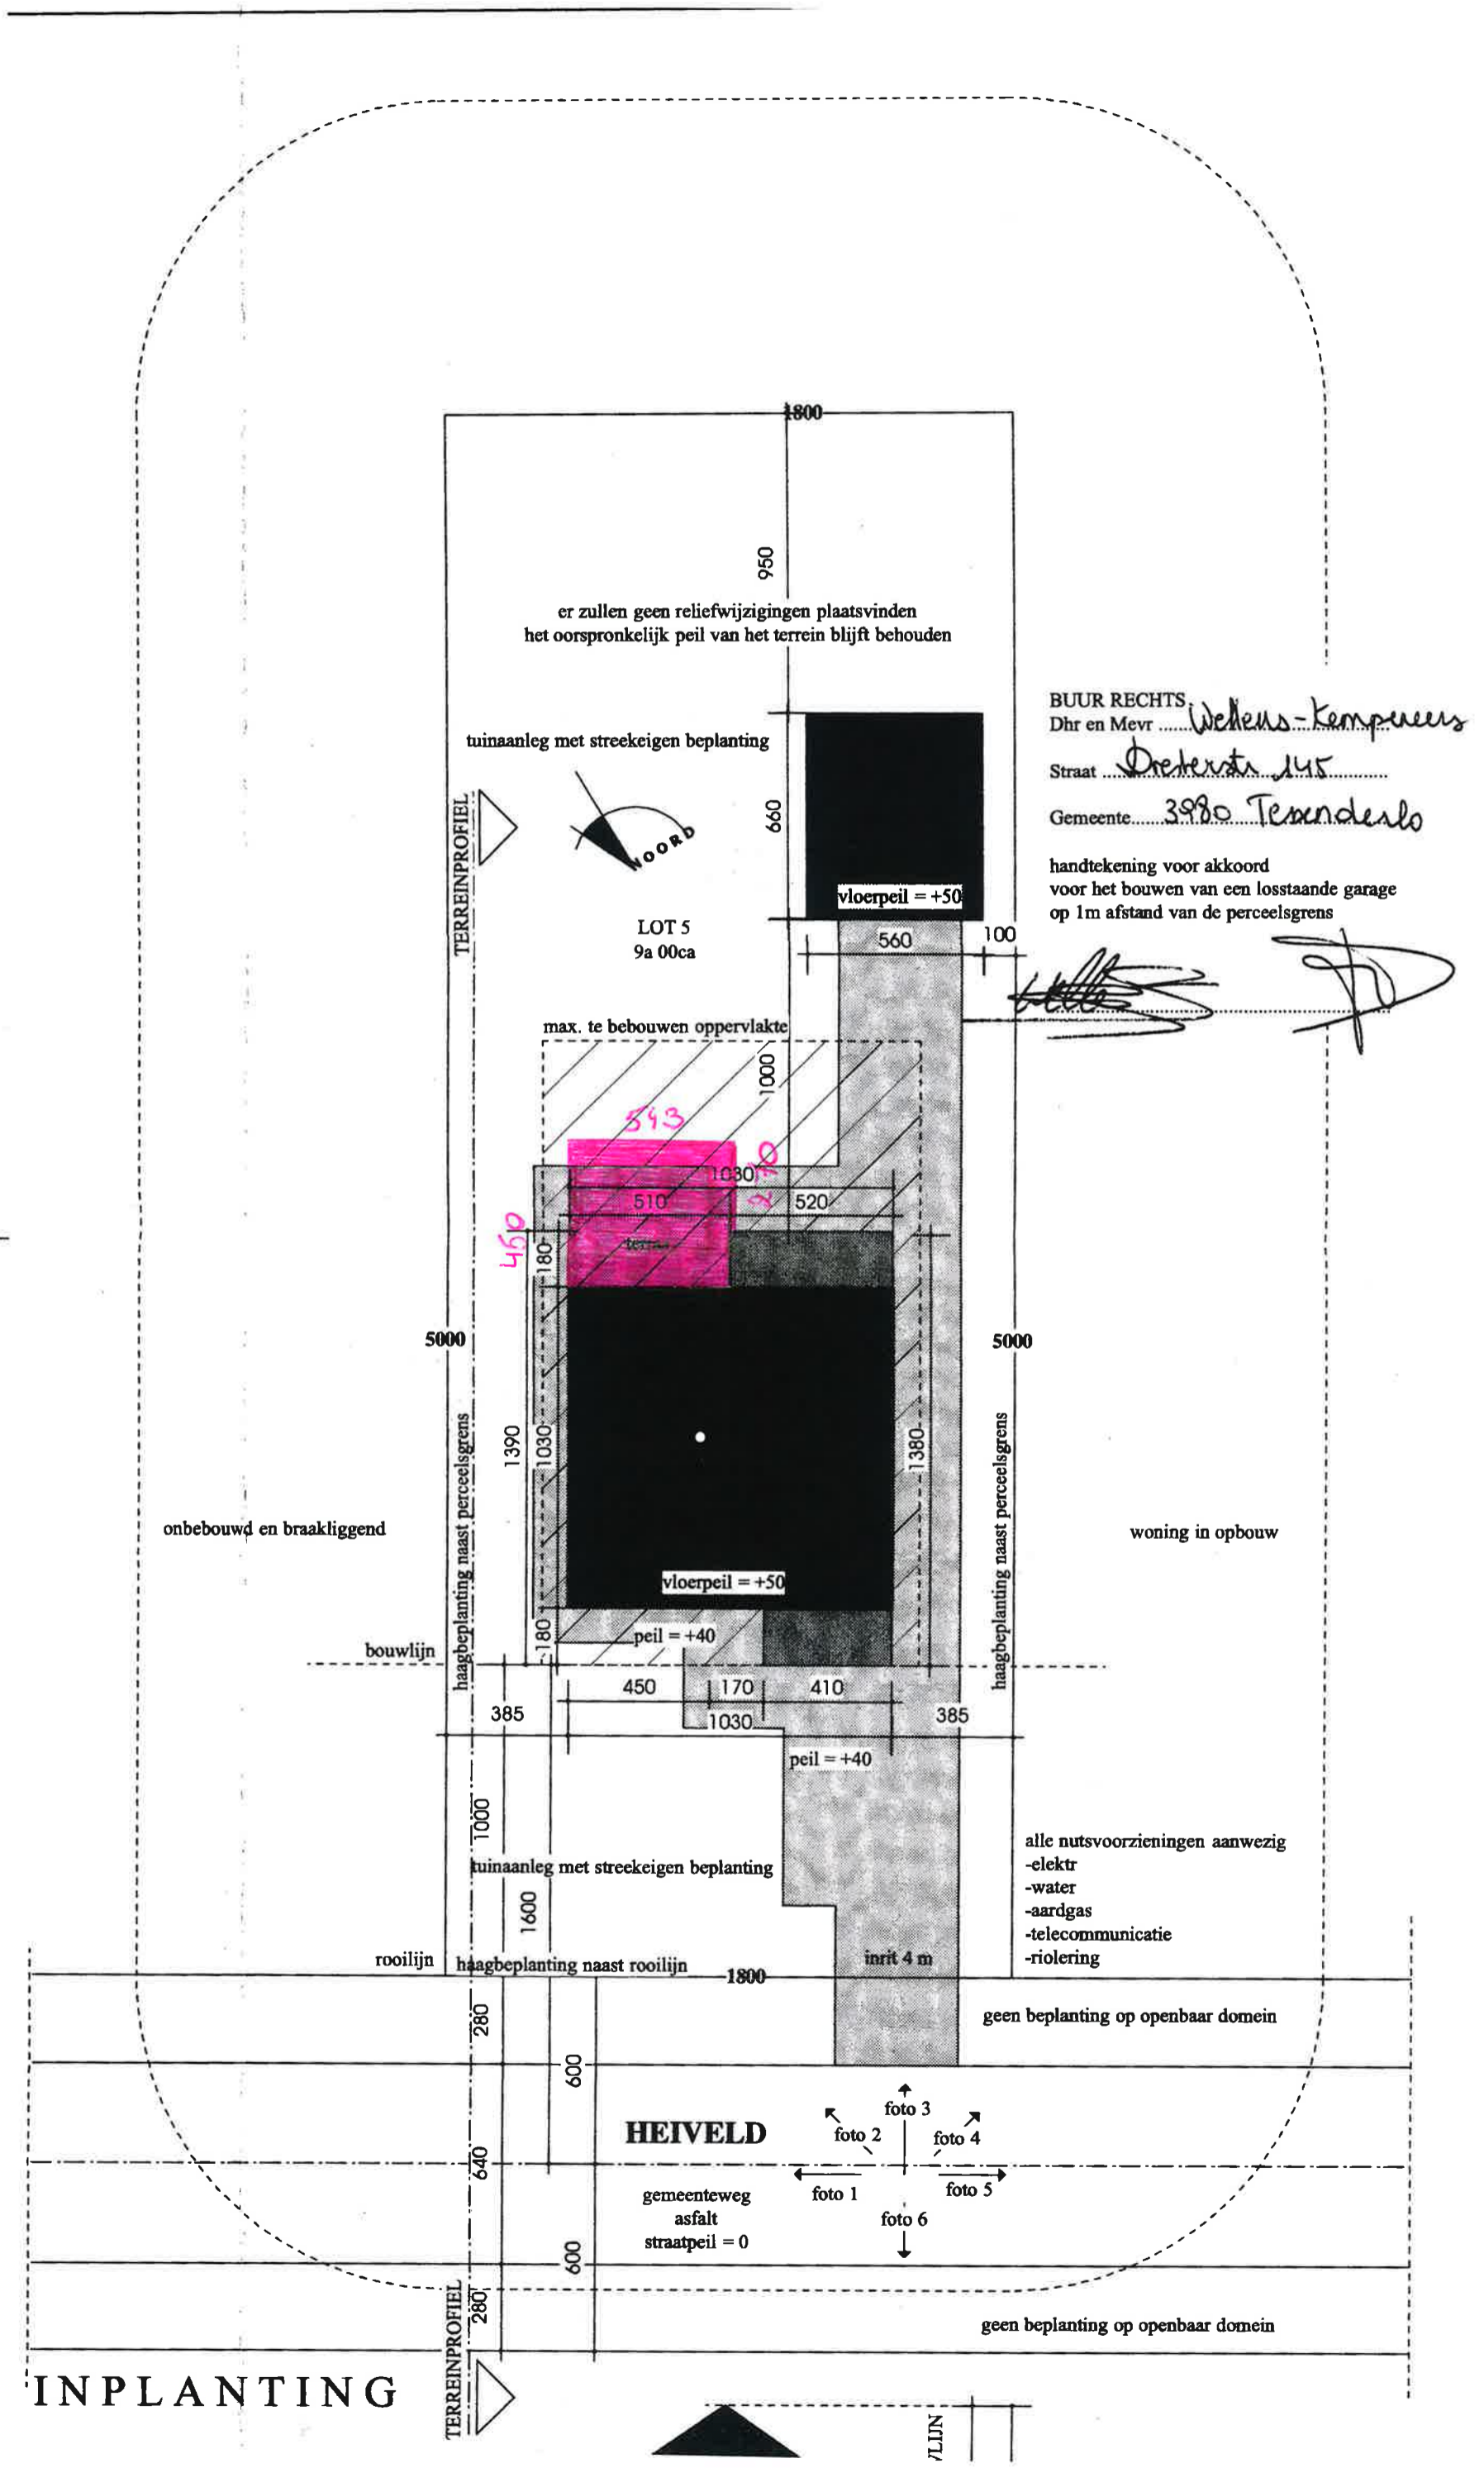 1800
950
er zullen geen reliefwijzigingen plaatsvinden
het oorspronkelijk peil van het terrein blijft behouden
BUUR RECHTS
Dhr en Mevr
Straat 145
Gemeente 3980 Tessenderlo
tuinaanleg met streekeigen beplanting
TERREINPROFIEL
NOORD
660
handtekening voor akkoord
voor het bouwen van een losstaande garage
op 1m afstand van de perceelsgrens
vloerpeil = +50
LOT 5
9a 00ca
560
100
max. te bebouwen oppervlakte
1000
543
270
1030
510
520
450
180
terras
5000
5000
1390
1030
1380
haagbeplanting naast perceelsgrens
haagbeplanting naast perceelsgrens
onbebouwd en braakliggend
woning in opbouw
vloerpeil = +50
180
peil = +40
bouwlijn
450
170
410
385
1030
385
peil = +40
1000
tuinaanleg met streekeigen beplanting
1600
alle nutsvoorzieningen aanwezig
-elektr
-water
-aardgas
-telecommunicatie
-riolering
rooilijn
haagbeplanting naast rooilijn
1800
inrit 4 m
280
geen beplanting op openbaar domein
600
HEIVELD
foto 3
foto 2
foto 4
640
foto 1
foto 5
gemeenteweg
asfalt
straatpeil = 0
foto 6
600
280
geen beplanting op openbaar domein
TERREINPROFIEL
INPLANTING
VLIJN